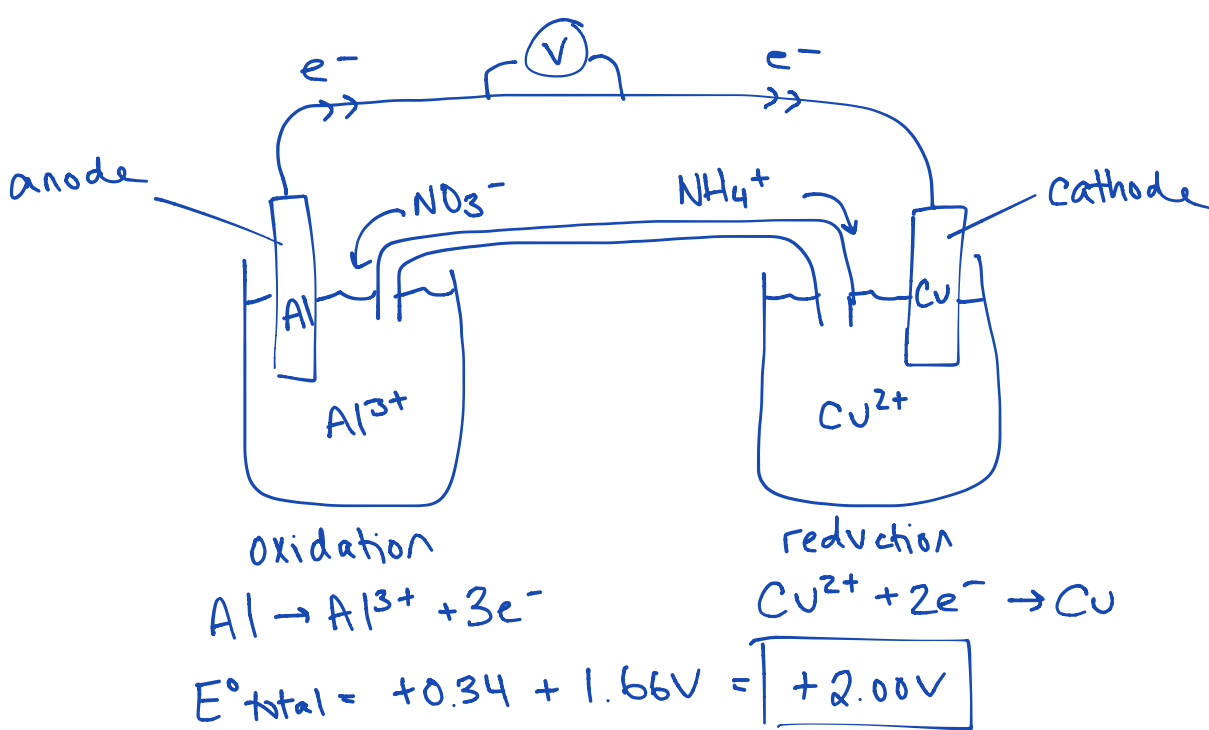 V
e⁻
e⁻
anode
NO₃⁻
NH₄⁺
cathode
Al
Cu
Al³⁺
Cu²⁺
oxidation
reduction
Al → Al³⁺ + 3e⁻
Cu²⁺ + 2e⁻ → Cu
E° total = +0.34 + 1.66V = +2.00V